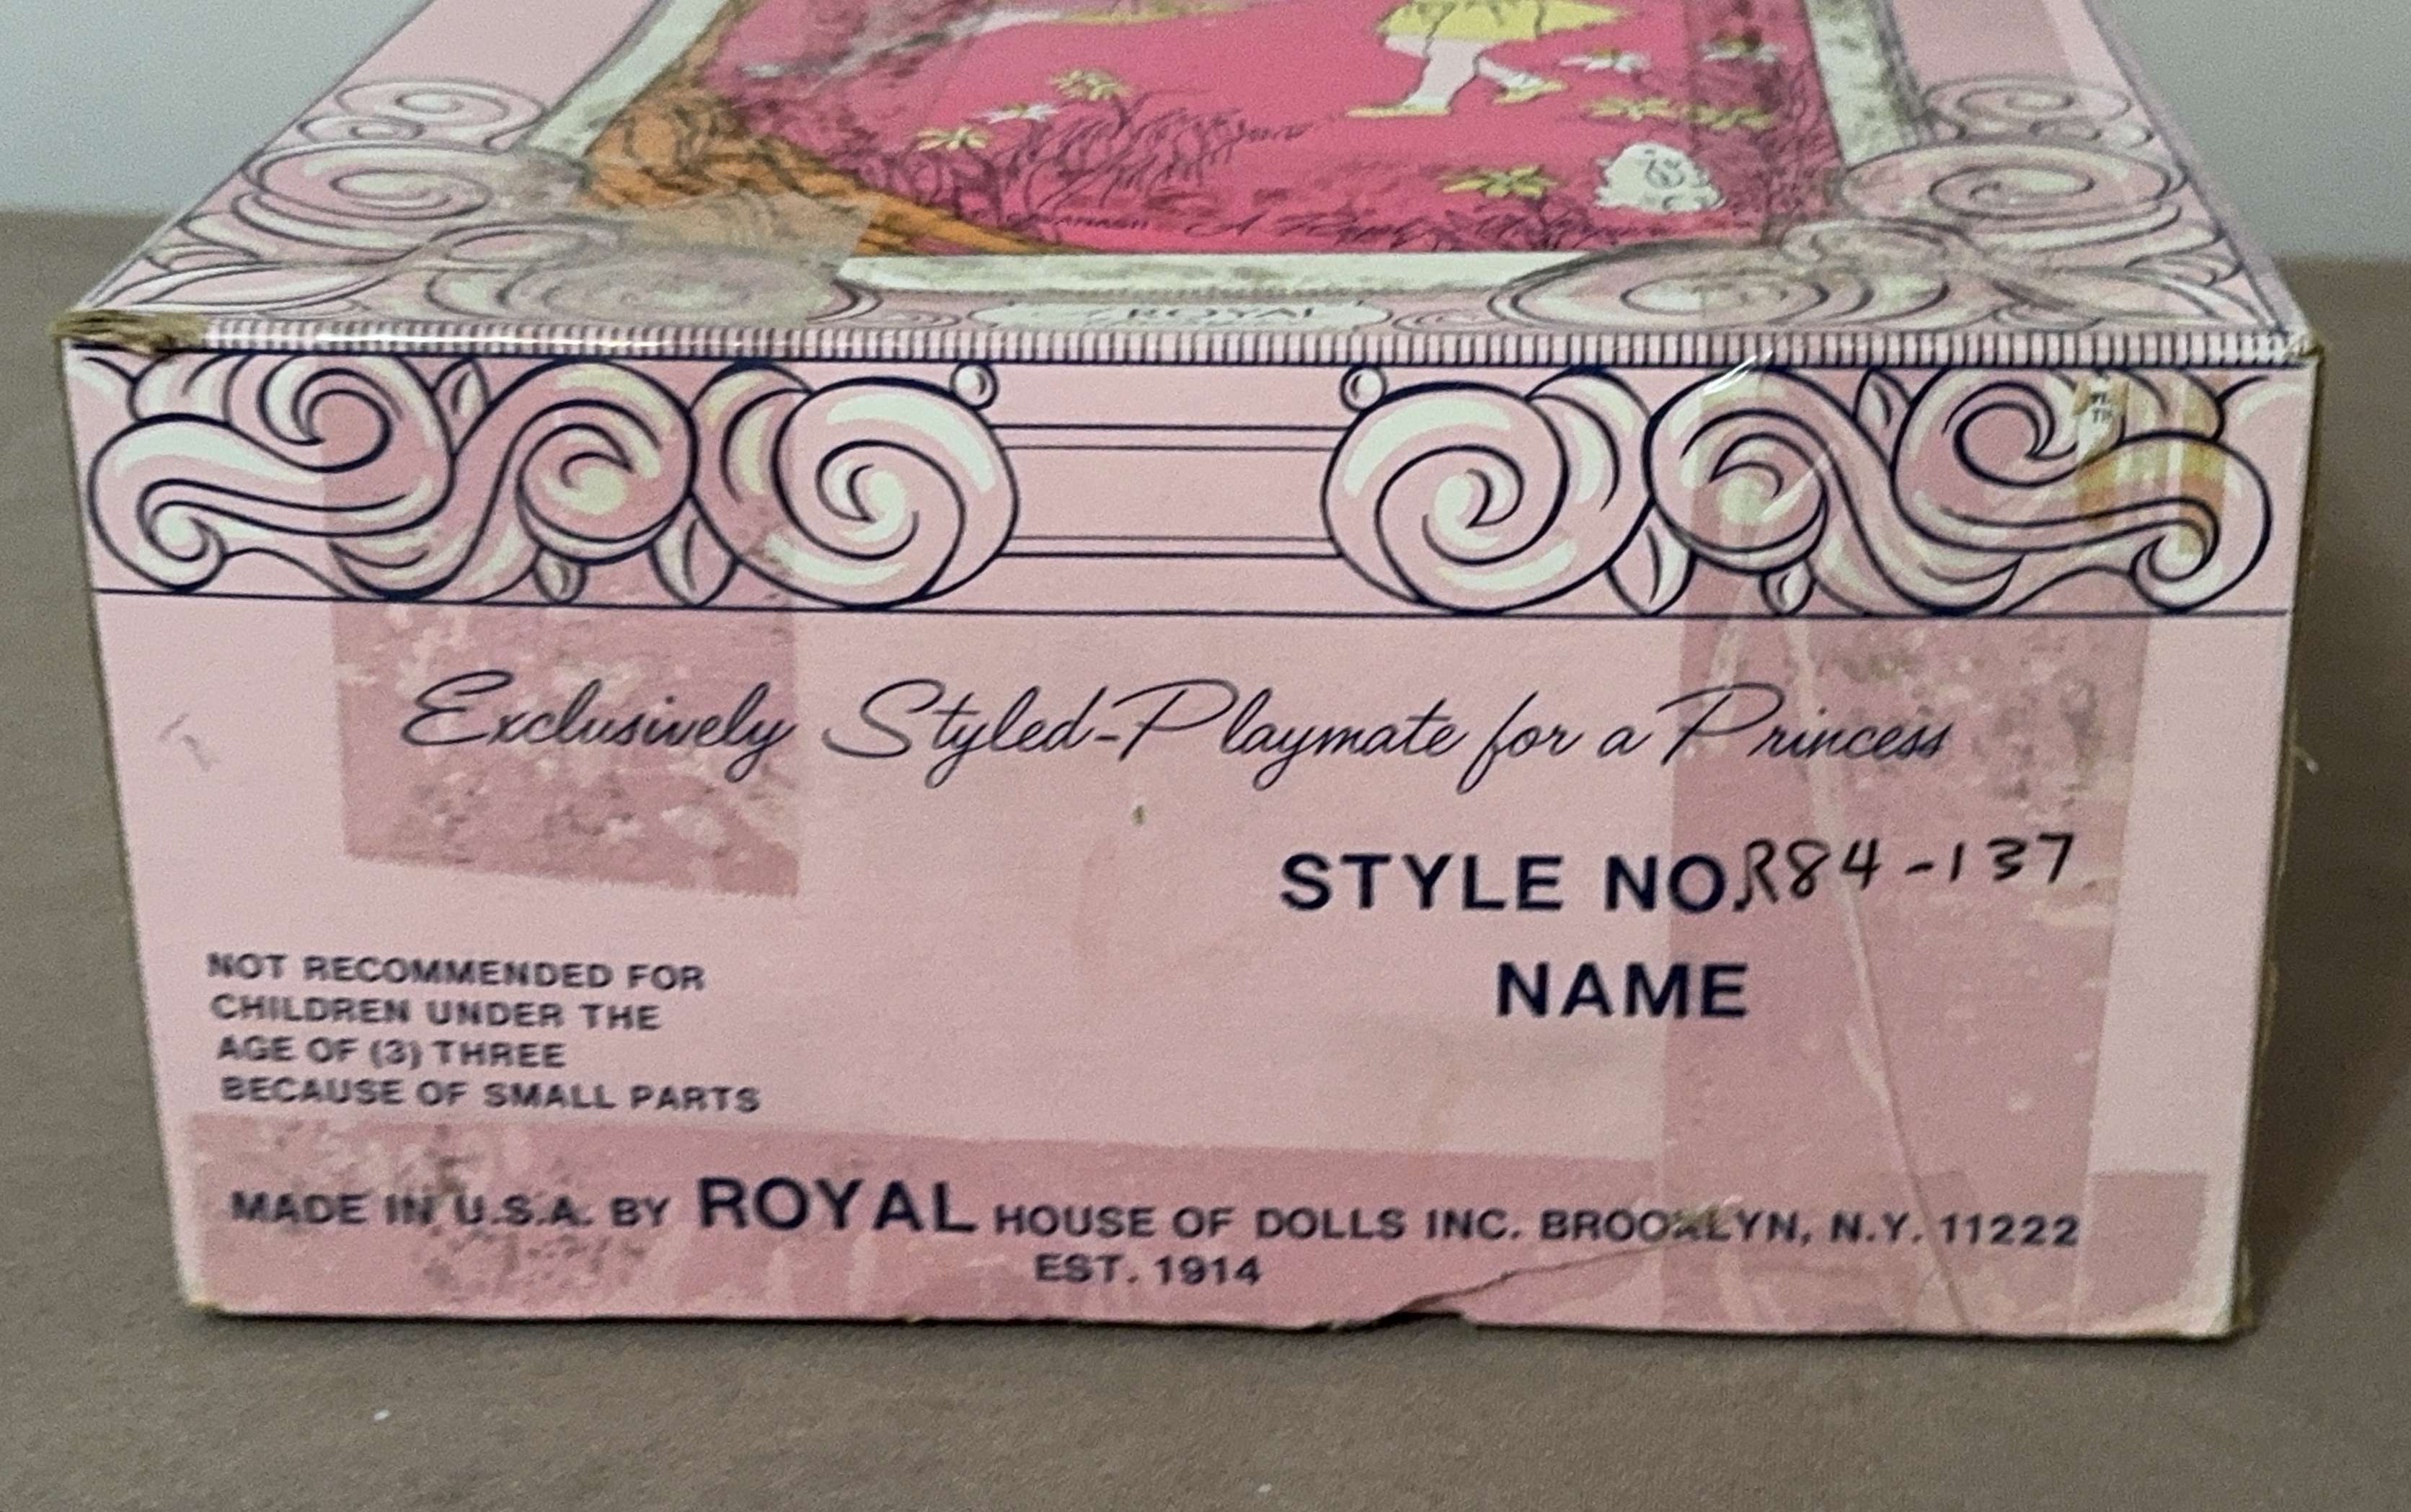 ROYAL
Exclusively Styled-Playmate for a Princess
STYLE NO. R84-137
NAME
NOT RECOMMENDED FOR
CHILDREN UNDER THE
AGE OF (3) THREE
BECAUSE OF SMALL PARTS
MADE IN U.S.A. BY ROYAL HOUSE OF DOLLS INC. BROOKLYN, N.Y. 11222
EST. 1914